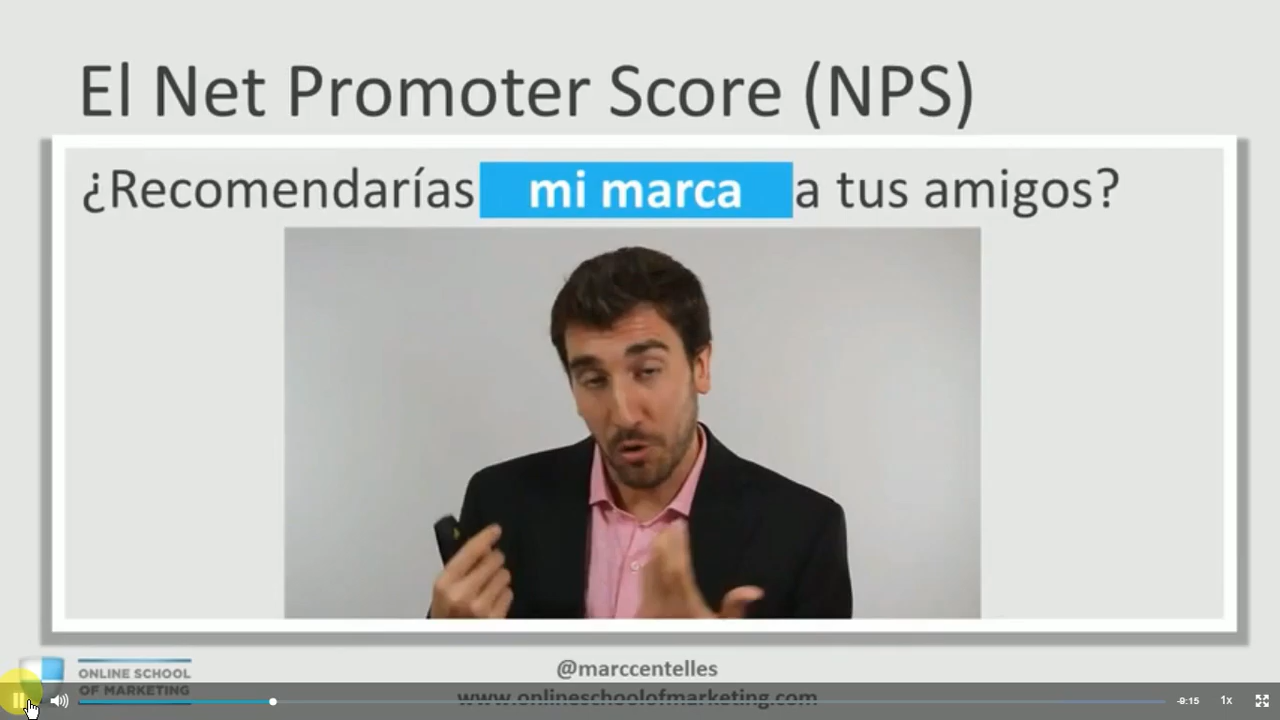 El Net Promoter Score (NPS)
¿Recomendarías mi marca a tus amigos?
@marccentelles
ONLINE SCHOOL
OF MARKETING
www.onlineschoolofmarketing.com
-9:15 1x